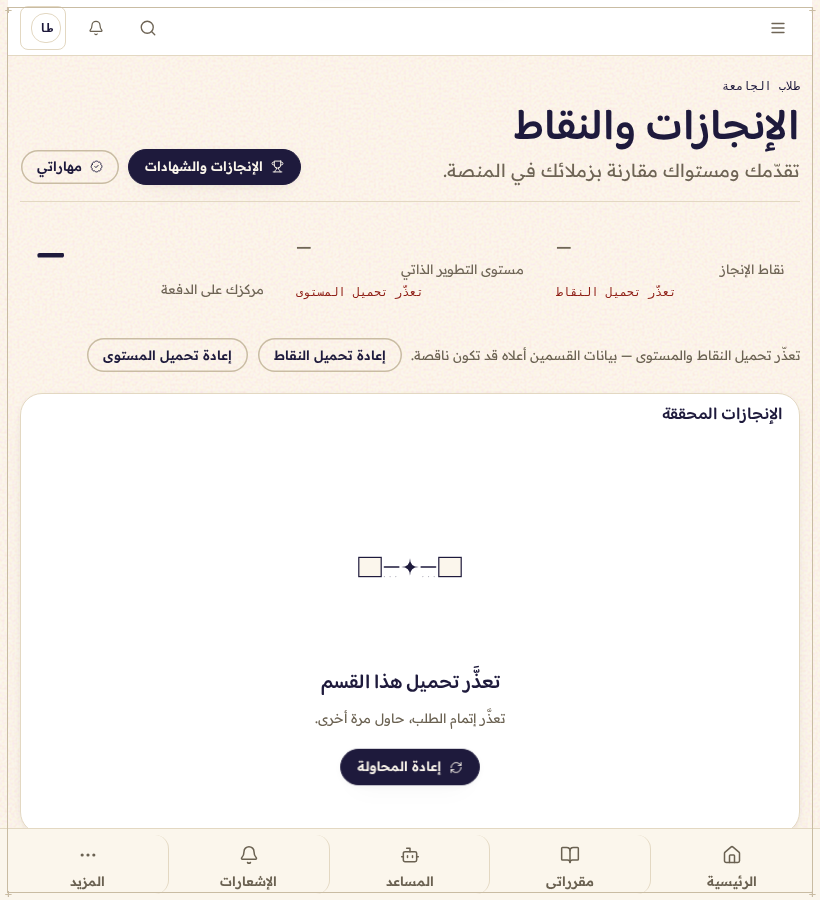 طا
طلاب الجامعة
الإنجازات والنقاط
تقدّمك ومستواك مقارنة بزملائك في المنصة.
الإنجازات والشهادات
مهاراتي
—
نقاط الإنجاز
تعذّر تحميل النقاط
—
مستوى التطوير الذاتي
تعذّر تحميل المستوى
—
مركزك على الدفعة
تعذّر تحميل النقاط والمستوى — بيانات القسمين أعلاه قد تكون ناقصة.
إعادة تحميل النقاط
إعادة تحميل المستوى
الإنجازات المحققة
تعذَّر تحميل هذا القسم
تعذَّر إتمام الطلب، حاول مرة أخرى.
إعادة المحاولة
الرئيسية
مقرراتي
المساعد
الإشعارات
المزيد